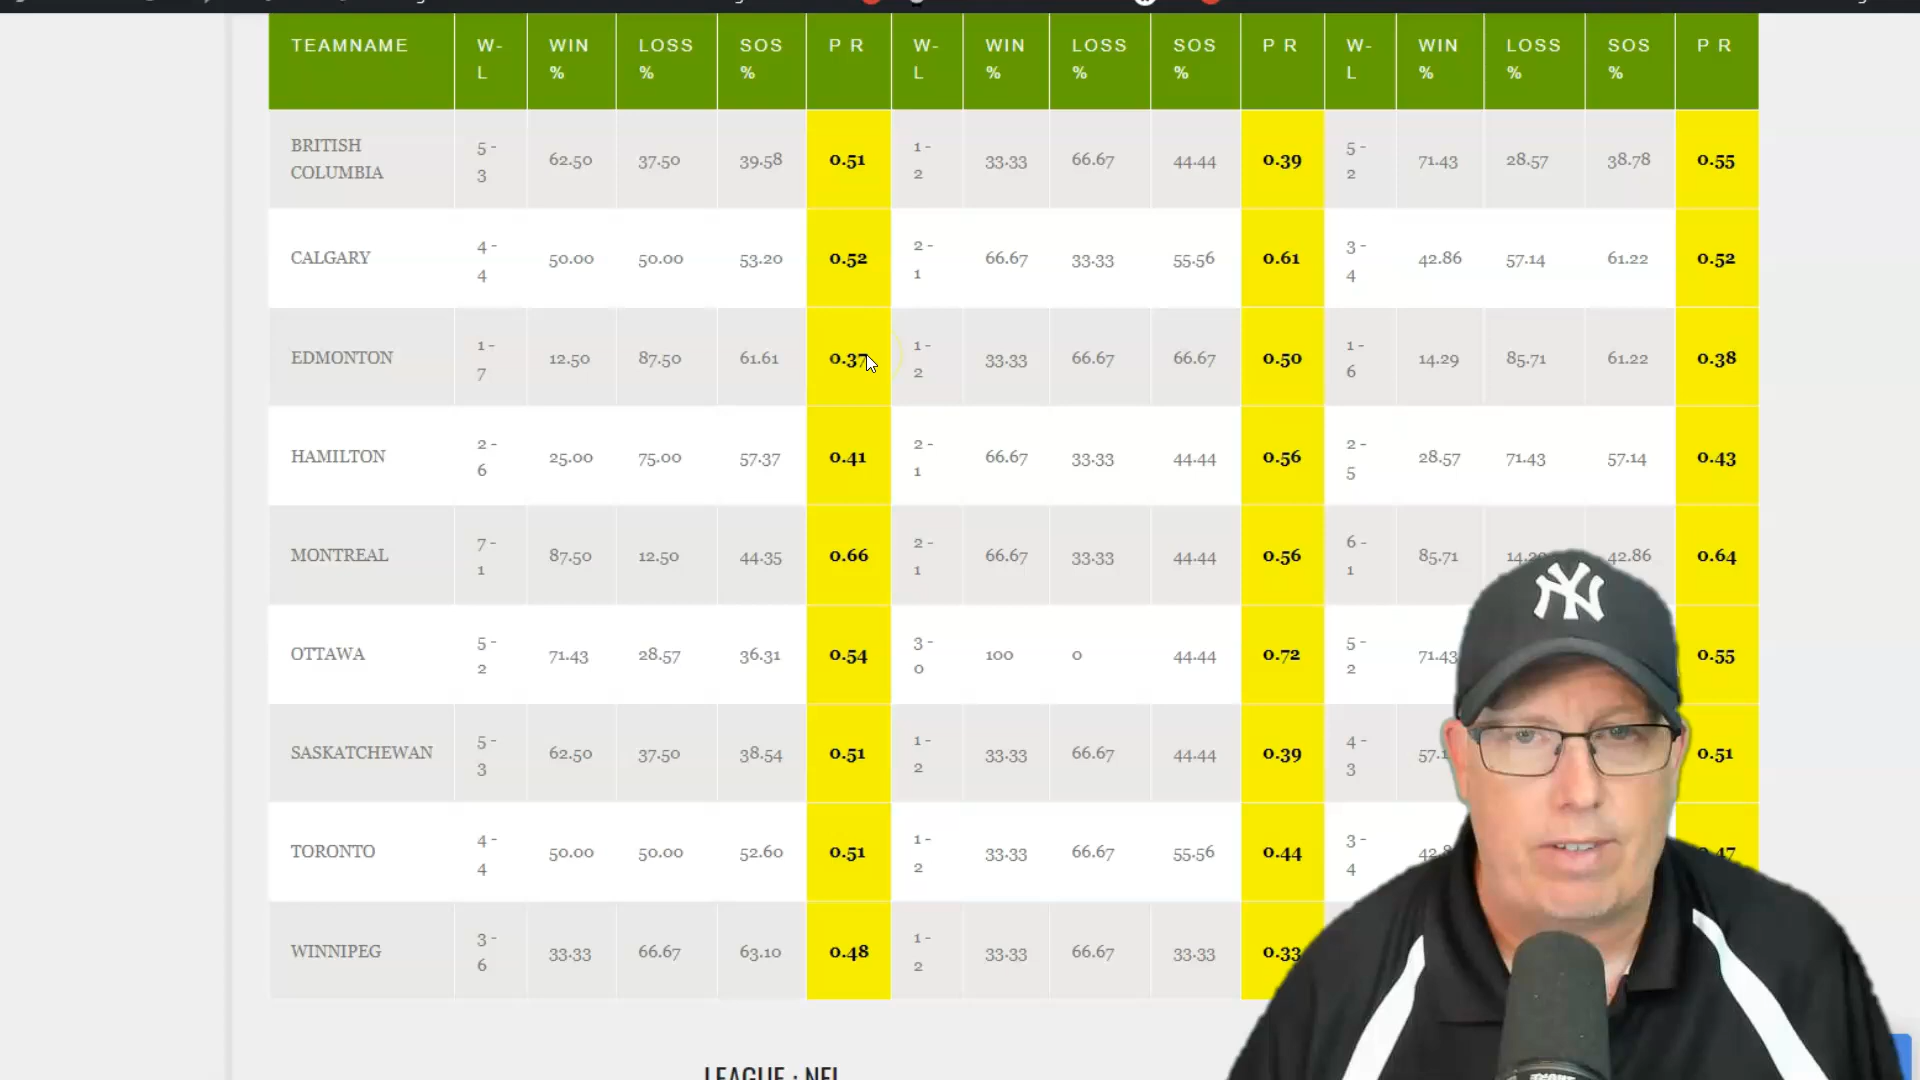 TEAMNAME W-L WIN % LOSS % SOS % P R W-L WIN % LOSS % SOS % P R W-L WIN % LOSS % SOS % P R
BRITISH COLUMBIA 5 - 3 62.50 37.50 39.58 0.51 1 - 2 33.33 66.67 44.44 0.39 5 - 2 71.43 28.57 38.78 0.55
CALGARY 4 - 4 50.00 50.00 53.20 0.52 2 - 1 66.67 33.33 55.56 0.61 3 - 4 42.86 57.14 61.22 0.52
EDMONTON 1 - 7 12.50 87.50 61.61 0.37 1 - 2 33.33 66.67 66.67 0.50 1 - 6 14.29 85.71 61.22 0.38
HAMILTON 2 - 6 25.00 75.00 57.37 0.41 2 - 1 66.67 33.33 44.44 0.56 2 - 5 28.57 71.43 57.14 0.43
MONTREAL 7 - 1 87.50 12.50 44.35 0.66 2 - 1 66.67 33.33 44.44 0.56 6 - 1 85.71 42.86 0.64
OTTAWA 5 - 2 71.43 28.57 36.31 0.54 3 - 0 100 0 44.44 0.72 5 - 2 71.43 0.55
SASKATCHEWAN 5 - 3 62.50 37.50 38.54 0.51 1 - 2 33.33 66.67 44.44 0.39 4 - 3 0.51
TORONTO 4 - 4 50.00 50.00 52.60 0.51 1 - 2 33.33 66.67 55.56 0.44 3 - 4
WINNIPEG 3 - 6 33.33 66.67 63.10 0.48 1 - 2 33.33 66.67 33.33 0.33
LEAGUE : NFL
NY